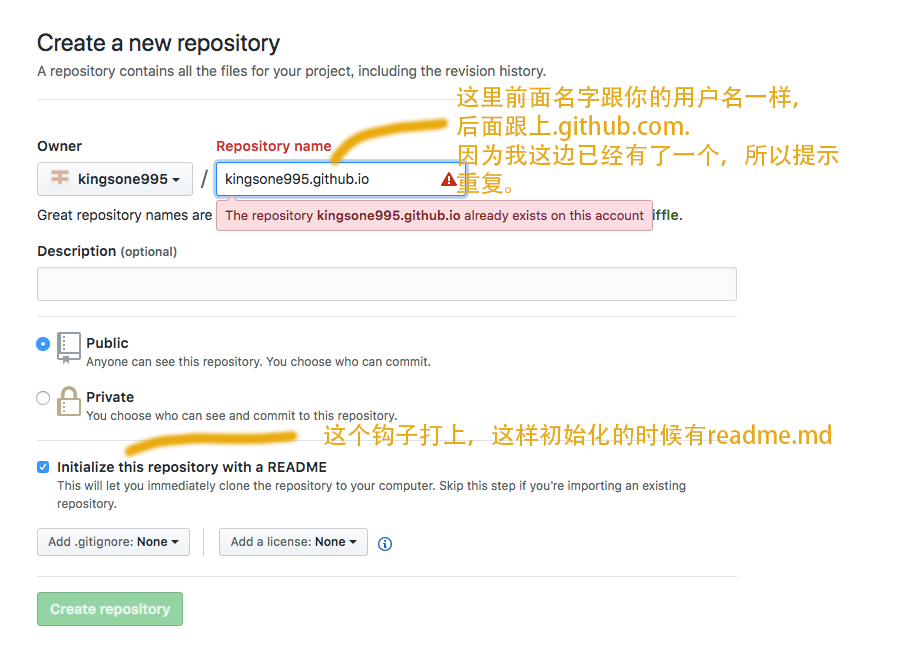 Create a new repository
A repository contains all the files for your project, including the revision history.
这里前面名字跟你的用户名一样,
后面跟上.github.com.
因为我这边已经有了一个，所以提示
重复。
Owner
Repository name
kingsone995
/
kingsone995.github.io
Great repository names are
The repository kingsone995.github.io already exists on this account
iffle.
Description (optional)
Public
Anyone can see this repository. You choose who can commit.
Private
You choose who can see and commit to this repository.
这个钩子打上，这样初始化的时候有readme.md
Initialize this repository with a README
This will let you immediately clone the repository to your computer. Skip this step if you're importing an existing
repository.
Add .gitignore: None
Add a license: None
Create repository